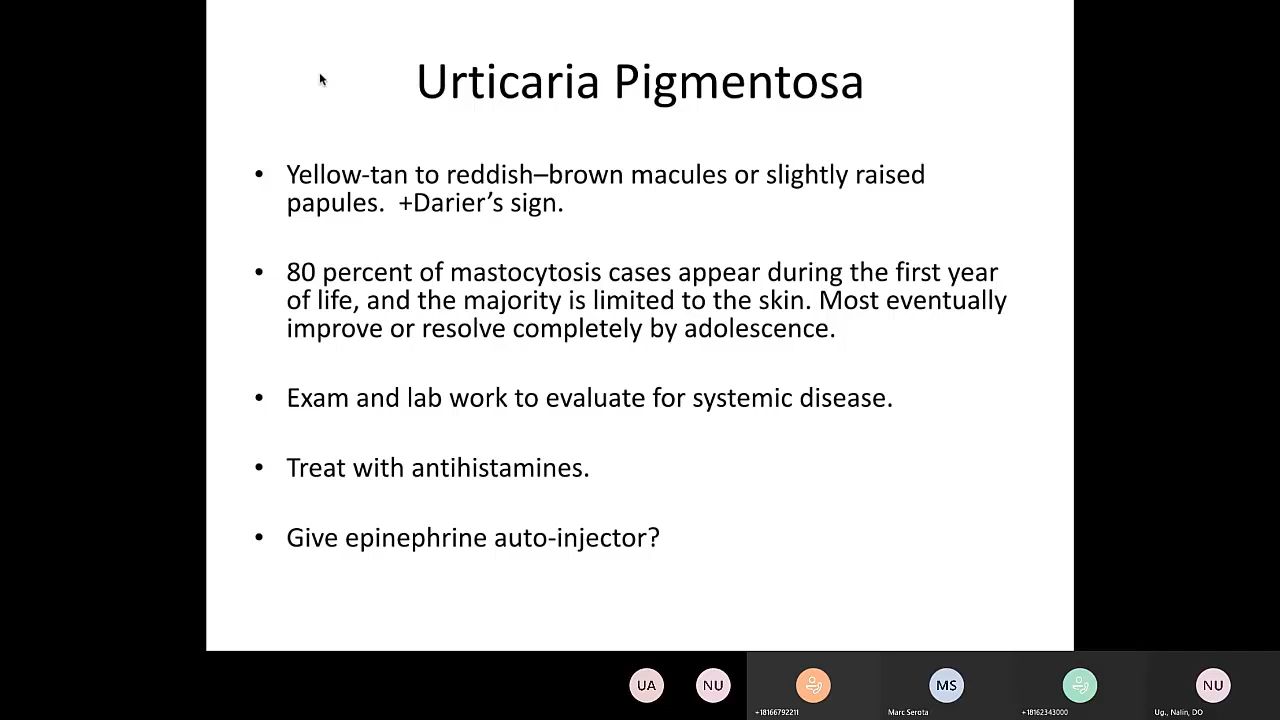 Urticaria Pigmentosa
• Yellow-tan to reddish–brown macules or slightly raised
papules.  +Darier’s sign.
• 80 percent of mastocytosis cases appear during the first year
of life, and the majority is limited to the skin. Most eventually
improve or resolve completely by adolescence.
• Exam and lab work to evaluate for systemic disease.
• Treat with antihistamines.
• Give epinephrine auto-injector?
UA
NU
MS
NU
+18166792211
Marc Serota
+18162343000
Ug., Nalin, DO